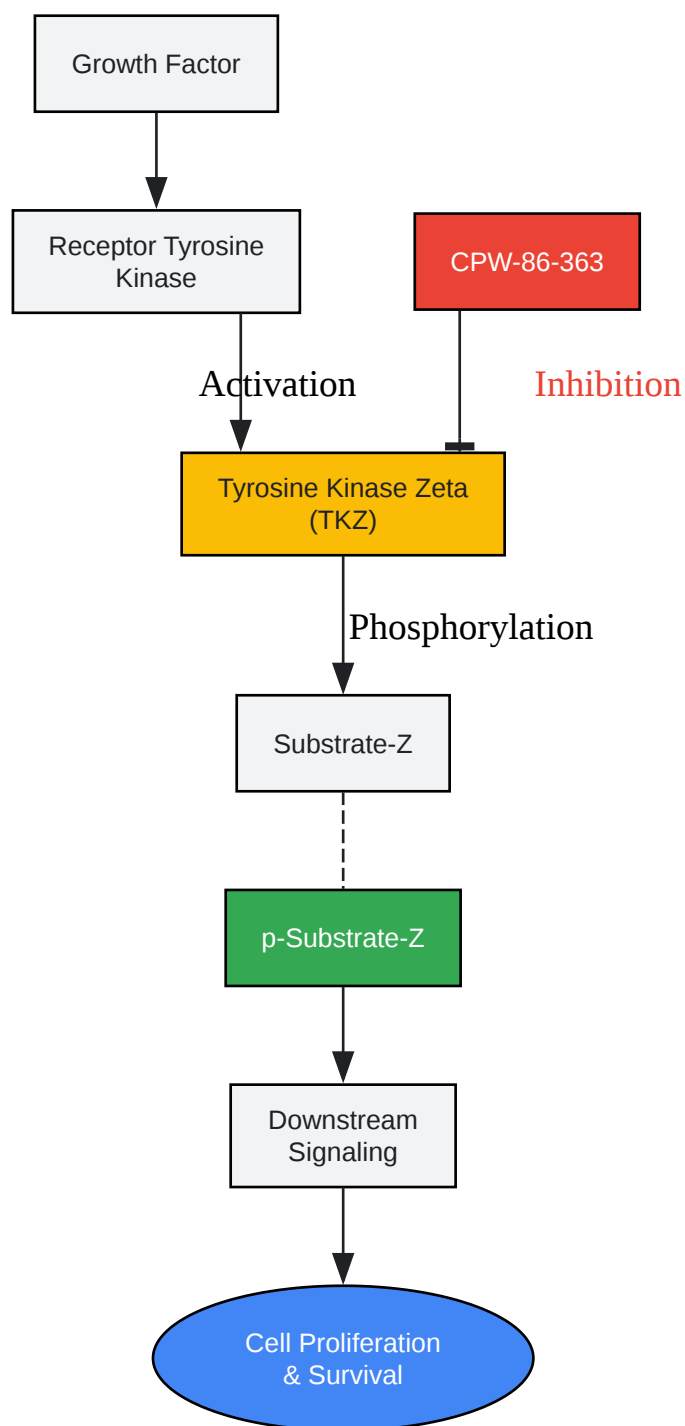 Growth Factor
Receptor Tyrosine
Kinase
CPW-86-363
Activation
Inhibition
Tyrosine Kinase Zeta
(TKZ)
Phosphorylation
Substrate-Z
p-Substrate-Z
Downstream
Signaling
Cell Proliferation
& Survival